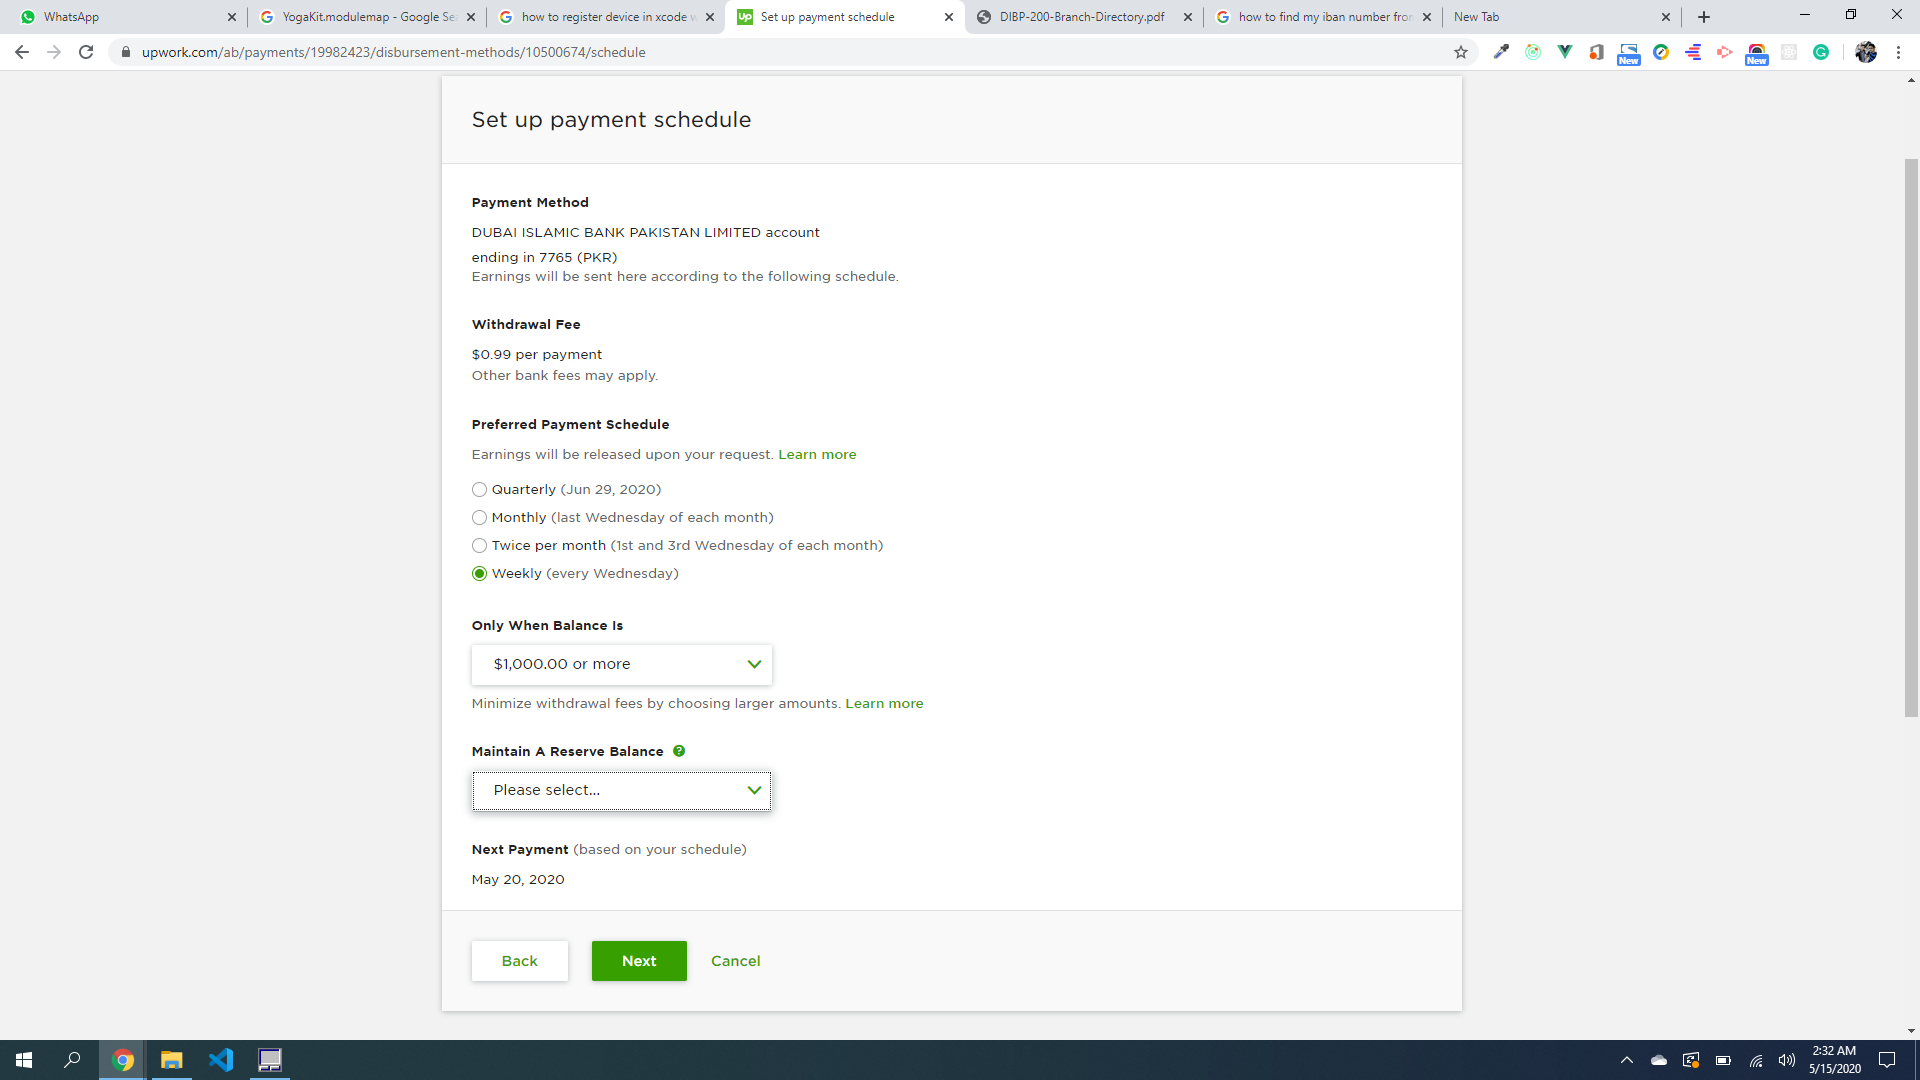 WhatsApp
YogaKit.modulemap - Google Se
how to register device in xcode w
Set up payment schedule
DIBP-200-Branch-Directory.pdf
how to find my iban number fro
New Tab
upwork.com/ab/payments/19982423/disbursement-methods/10500674/schedule
New
New
Set up payment schedule
Payment Method
DUBAI ISLAMIC BANK PAKISTAN LIMITED account
ending in 7765 (PKR)
Earnings will be sent here according to the following schedule.
Withdrawal Fee
$0.99 per payment
Other bank fees may apply.
Preferred Payment Schedule
Earnings will be released upon your request. Learn more
Quarterly (Jun 29, 2020)
Monthly (last Wednesday of each month)
Twice per month (1st and 3rd Wednesday of each month)
Weekly (every Wednesday)
Only When Balance Is
$1,000.00 or more
Minimize withdrawal fees by choosing larger amounts. Learn more
Maintain A Reserve Balance ?
Please select...
Next Payment (based on your schedule)
May 20, 2020
Back
Next
Cancel
2:32 AM
5/15/2020